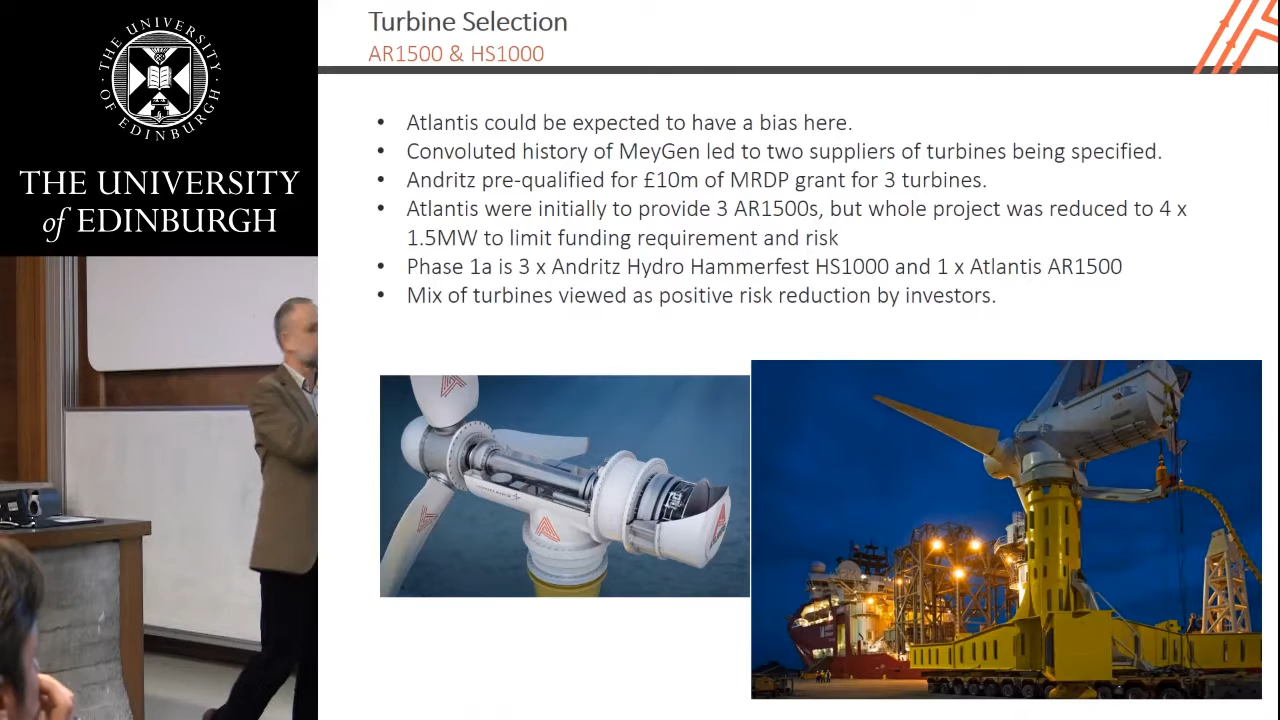 THE UNIVERSITY
OF EDINBURGH
THE UNIVERSITY
of EDINBURGH
Turbine Selection
AR1500 & HS1000
• Atlantis could be expected to have a bias here.
• Convoluted history of MeyGen led to two suppliers of turbines being specified.
• Andritz pre-qualified for £10m of MRDP grant for 3 turbines.
• Atlantis were initially to provide 3 AR1500s, but whole project was reduced to 4 x
1.5MW to limit funding requirement and risk
• Phase 1a is 3 x Andritz Hydro Hammerfest HS1000 and 1 x Atlantis AR1500
• Mix of turbines viewed as positive risk reduction by investors.